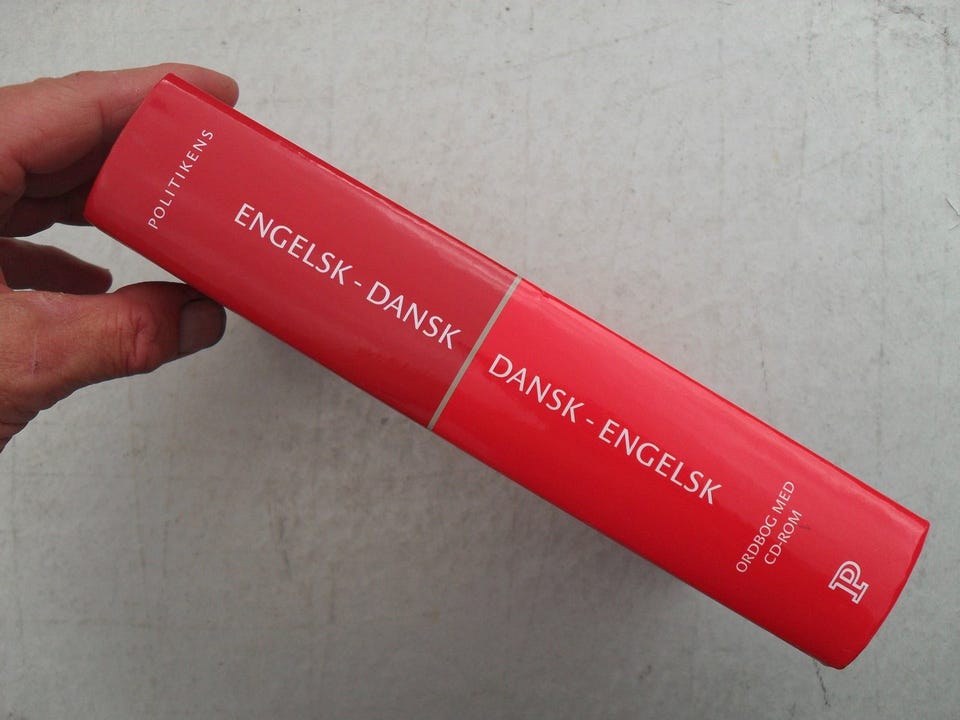 POLITIKENS
ENGELSK - DANSK
DANSK - ENGELSK
ORDBOG MED
CD-ROM
P